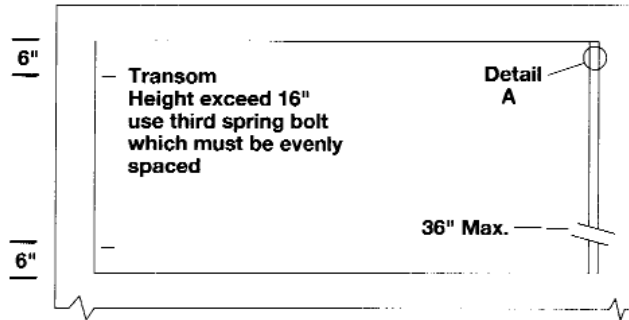 6"
Transom
Height exceed 16"
use third spring bolt
which must be evenly
spaced
Detail
A
36" Max.
6"